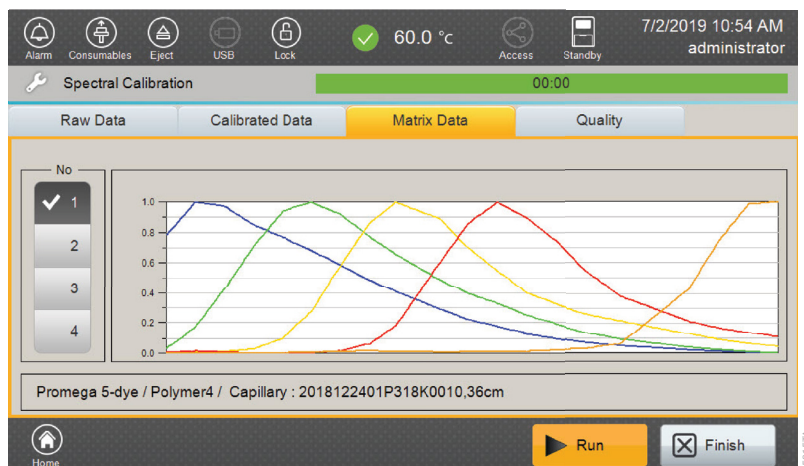 7/2/2019 10:54 AM
60.0 °c
administrator
Alarm Consumables Eject USB Lock Access Standby
Spectral Calibration 00:00
Raw Data Calibrated Data Matrix Data Quality
No
1
2
3
4
1.0
0.8
0.6
0.4
0.2
0.0
Promega 5-dye / Polymer4 / Capillary : 2018122401P318K0010,36cm
Run Finish
Home